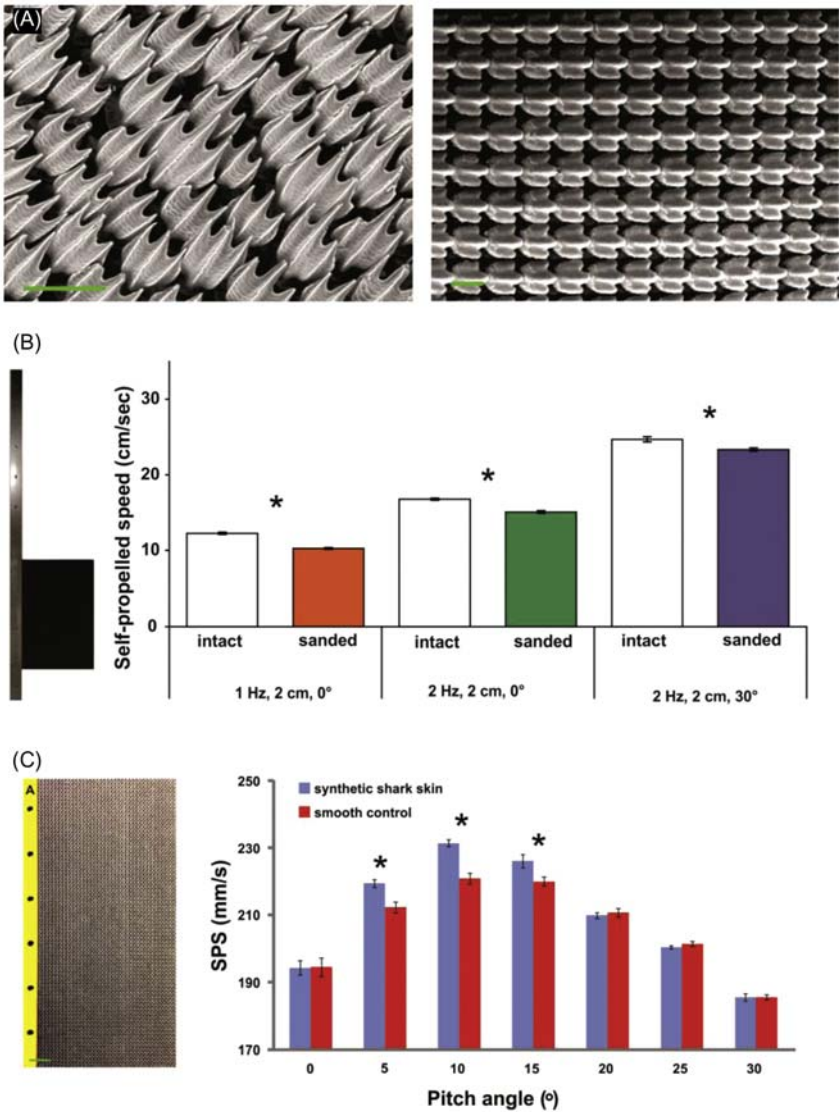 (A)
(B)
Self-propelled speed (cm/sec)
30
20
10
0
*
*
*
intact
sanded
intact
sanded
intact
sanded
1 Hz, 2 cm, 0°
2 Hz, 2 cm, 0°
2 Hz, 2 cm, 30°
(C)
A
SPS (mm/s)
250
230
210
190
170
synthetic shark skin
smooth control
*
*
*
0
5
10
15
20
25
30
Pitch angle (º)